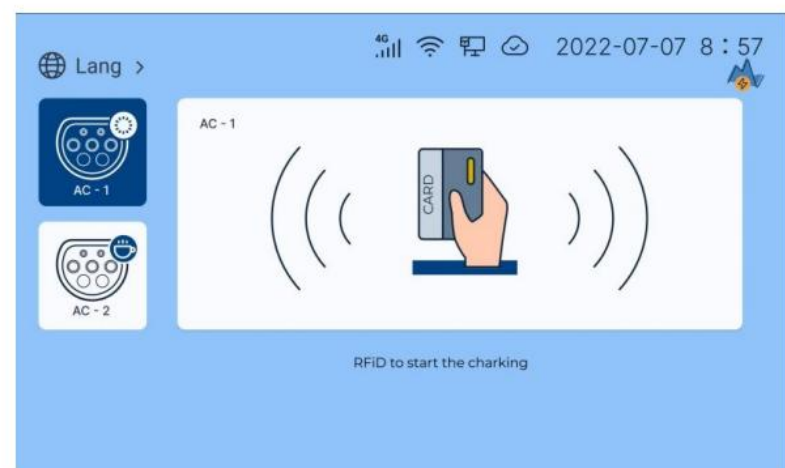 4G
2022-07-07 8:57
Lang >
AC - 1
AC - 1
CARD
AC - 2
RFiD to start the charking